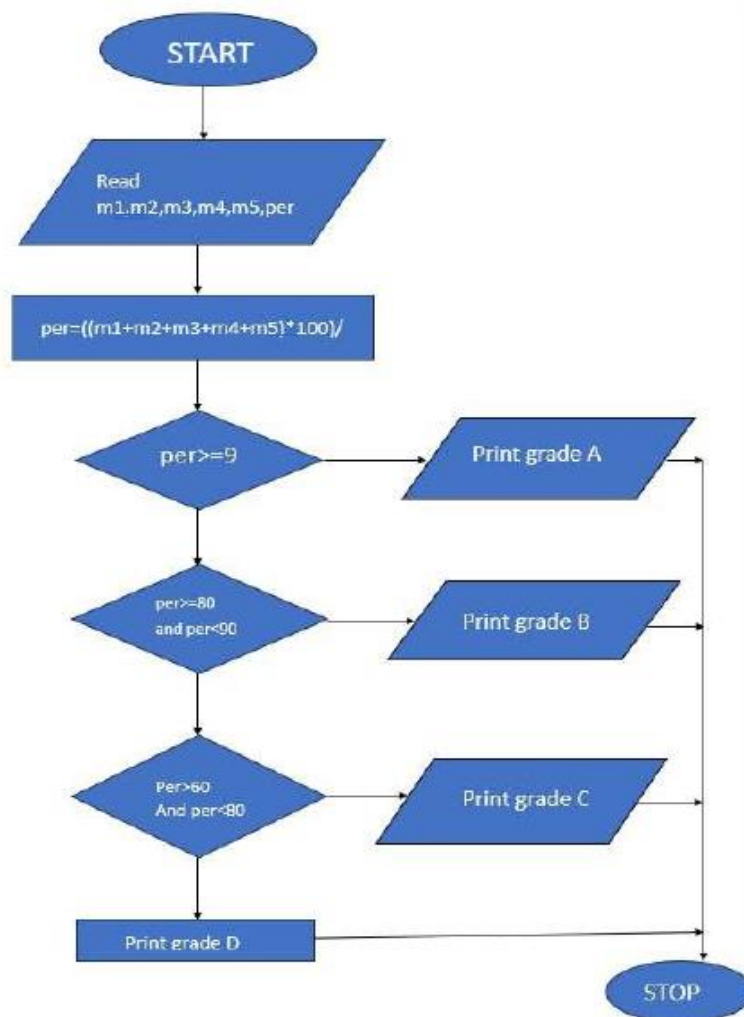 START
Read
m1.m2,m3,m4,m5,per
per=((m1+m2+m3+m4+m5)*100)/
per>=9
Print grade A
per>=80
and per<90
Print grade B
Per>60
And per<80
Print grade C
Print grade D
STOP